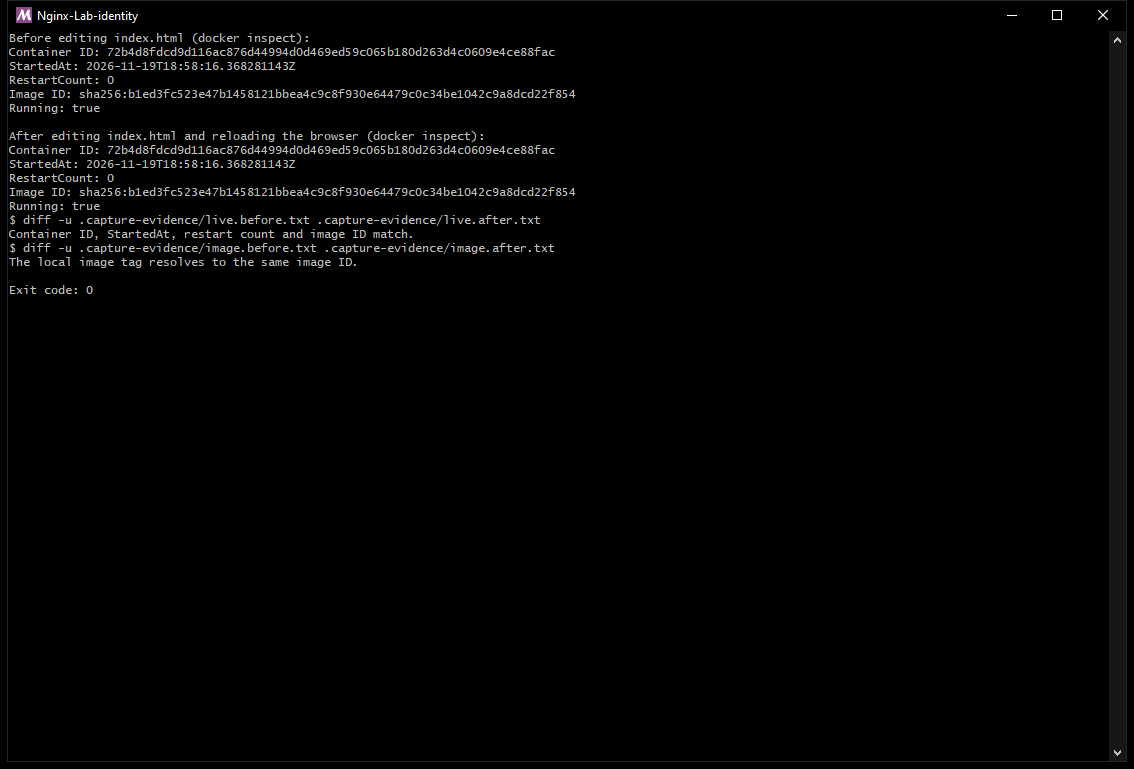 Nginx-Lab-identity
Before editing index.html (docker inspect):
Container ID: 72b4d8fdcd9d116ac876d44994d0d469ed59c065b180d263d4c0609e4ce88fac
StartedAt: 2026-11-19T18:58:16.368281143Z
RestartCount: 0
Image ID: sha256:b1ed3fc523e47b1458121bbea4c9c8f930e64479c0c34be1042c9a8dcd22f854
Running: true
After editing index.html and reloading the browser (docker inspect):
Container ID: 72b4d8fdcd9d116ac876d44994d0d469ed59c065b180d263d4c0609e4ce88fac
StartedAt: 2026-11-19T18:58:16.368281143Z
RestartCount: 0
Image ID: sha256:b1ed3fc523e47b1458121bbea4c9c8f930e64479c0c34be1042c9a8dcd22f854
Running: true
$ diff -u .capture-evidence/live.before.txt .capture-evidence/live.after.txt
Container ID, StartedAt, restart count and image ID match.
$ diff -u .capture-evidence/image.before.txt .capture-evidence/image.after.txt
The local image tag resolves to the same image ID.
Exit code: 0